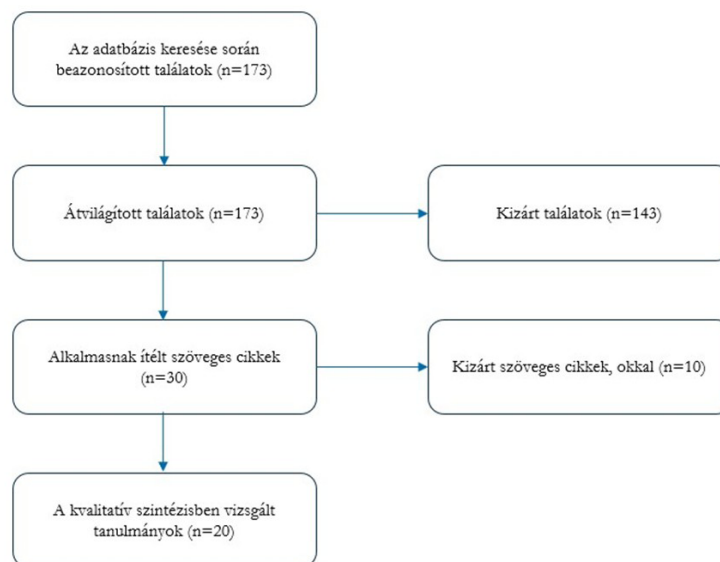 Az adatbázis keresése során
beazonosított találatok (n=173)
Átvilágított találatok (n=173)
Kizárt találatok (n=143)
Alkalmasnak ítélt szöveges cikkek
(n=30)
Kizárt szöveges cikkek, okkal (n=10)
A kvalitatív szintézisben vizsgált
tanulmányok (n=20)